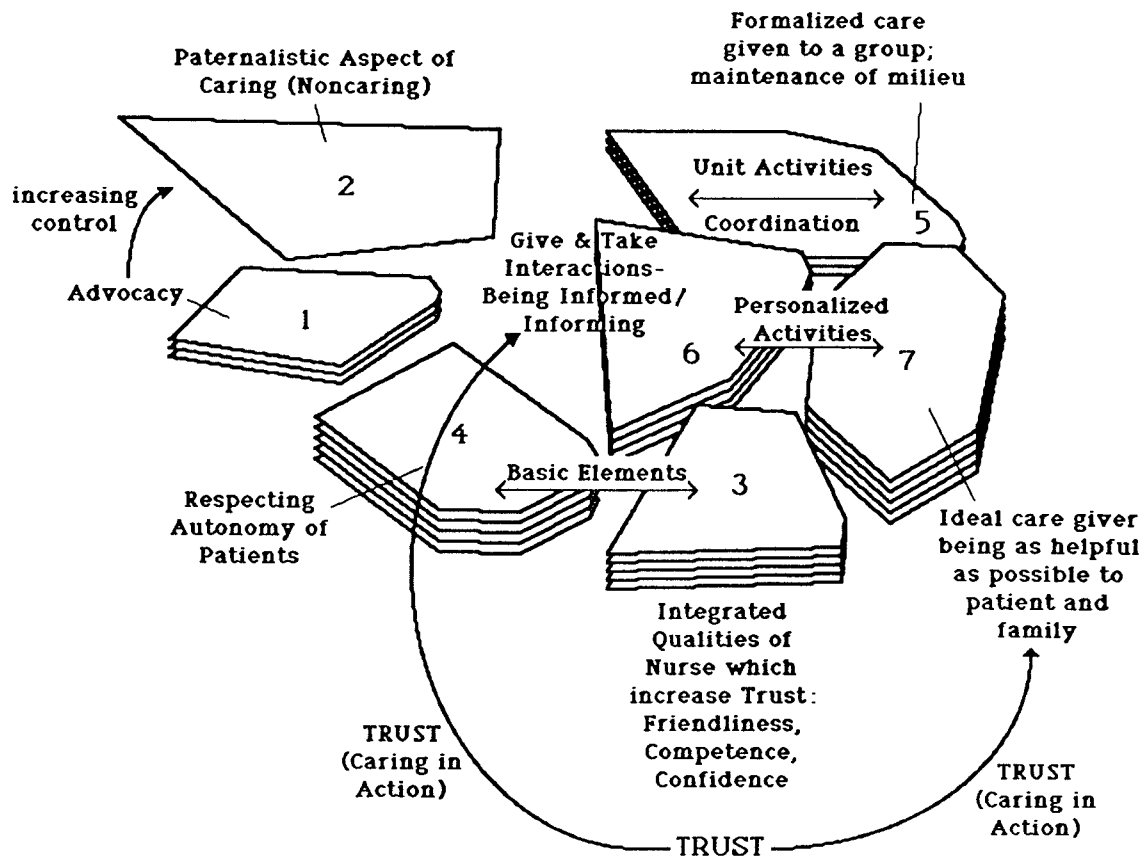 Formalized care
given to a group;
maintenance of milieu
Paternalistic Aspect of
Caring (Noncaring)
2
increasing
control
Advocacy
1
Unit Activities
Coordination
5
Give & Take
Interactions-
Being Informed/
Informing
6
Personalized
Activities
7
4
Basic Elements
3
Respecting
Autonomy of
Patients
Ideal care giver
being as helpful
as possible to
patient and
family
Integrated
Qualities of
Nurse which
increase Trust:
Friendliness,
Competence,
Confidence
TRUST
(Caring in
Action)
TRUST
(Caring in
Action)
TRUST